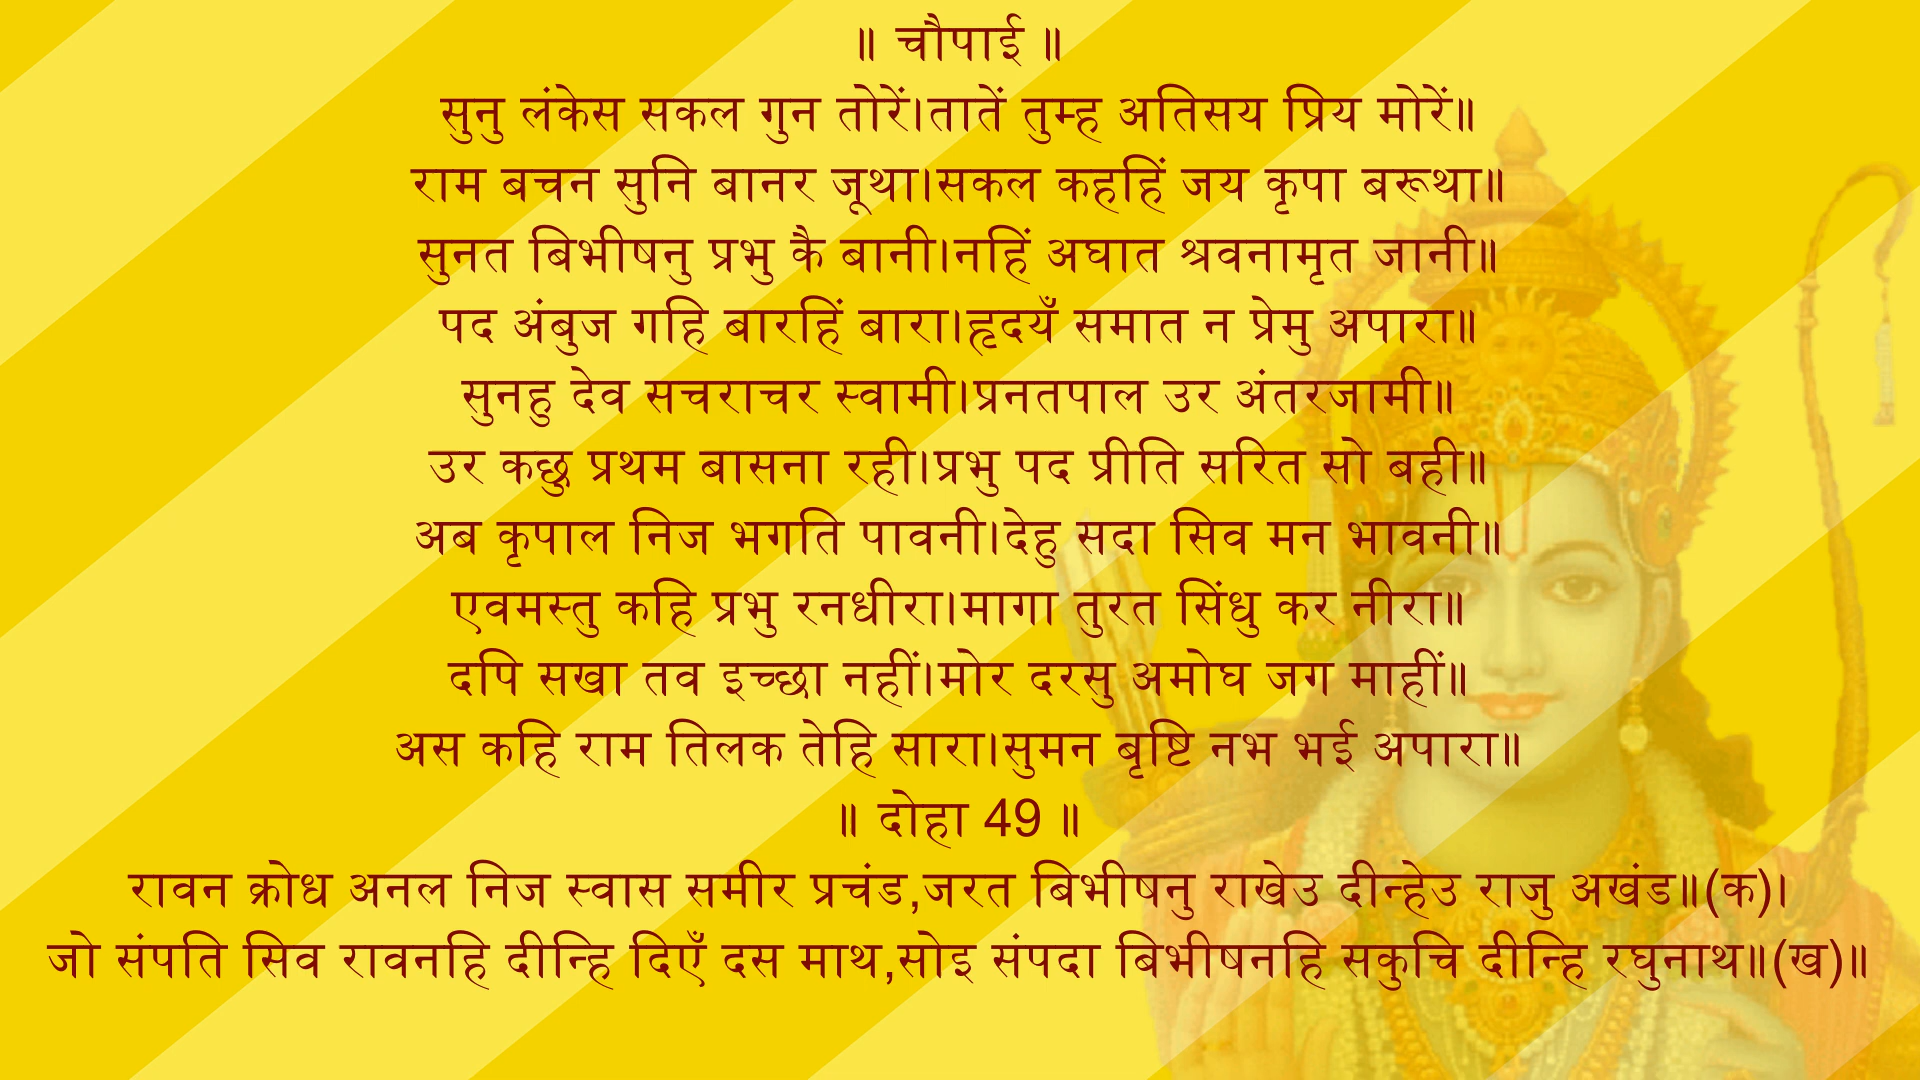 ॥ चौपाई ॥
सुनु लंकेस सकल गुन तोरें।तातें तुम्ह अतिसय प्रिय मोरें॥
राम बचन सुनि बानर जूथा।सकल कहहिं जय कृपा बरूथा॥
सुनत बिभीषनु प्रभु कै बानी।नहिं अघात श्रवनामृत जानी॥
पद अंबुज गहि बारहिं बारा।हृदयँ समात न प्रेमु अपारा॥
सुनहु देव सचराचर स्वामी।प्रनतपाल उर अंतरजामी॥
उर कछु प्रथम बासना रही।प्रभु पद प्रीति सरित सो बही॥
अब कृपाल निज भगति पावनी।देहु सदा सिव मन भावनी॥
एवमस्तु कहि प्रभु रनधीरा।मागा तुरत सिंधु कर नीरा॥
दपि सखा तव इच्छा नहीं।मोर दरसु अमोघ जग माहीं॥
अस कहि राम तिलक तेहि सारा।सुमन बृष्टि नभ भई अपारा॥
॥ दोहा 49 ॥
रावन क्रोध अनल निज स्वास समीर प्रचंड,जरत बिभीषनु राखेउ दीन्हेउ राजु अखंड॥(क)।
जो संपति सिव रावनहि दीन्हि दिएँ दस माथ,सोइ संपदा बिभीषनहि सकुचि दीन्हि रघुनाथ॥(ख)॥